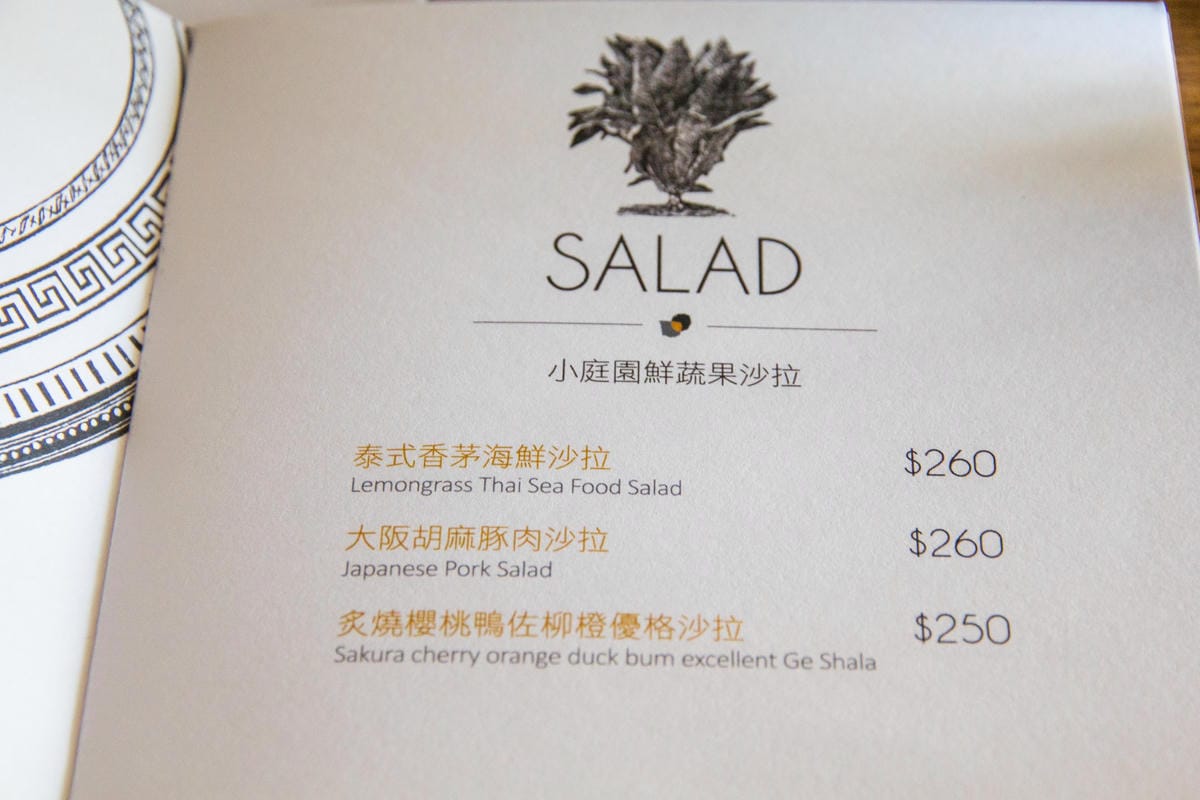 SALAD
小庭園鮮蔬果沙拉
泰式香茅海鮮沙拉 $260
Lemongrass Thai Sea Food Salad
大阪胡麻豚肉沙拉 $260
Japanese Pork Salad
炙燒櫻桃鴨佐柳橙優格沙拉 $250
Sakura cherry orange duck bum excellent Ge Shala